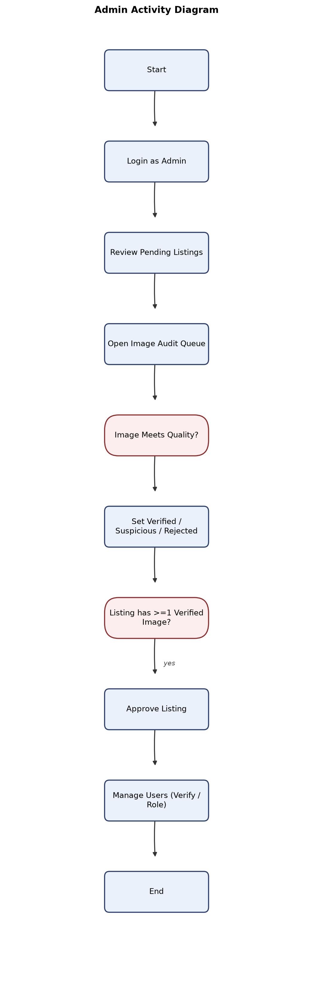 Admin Activity Diagram
Start
Login as Admin
Review Pending Listings
Open Image Audit Queue
Image Meets Quality?
Set Verified /
Suspicious / Rejected
Listing has >=1 Verified
Image?
yes
Approve Listing
Manage Users (Verify /
Role)
End